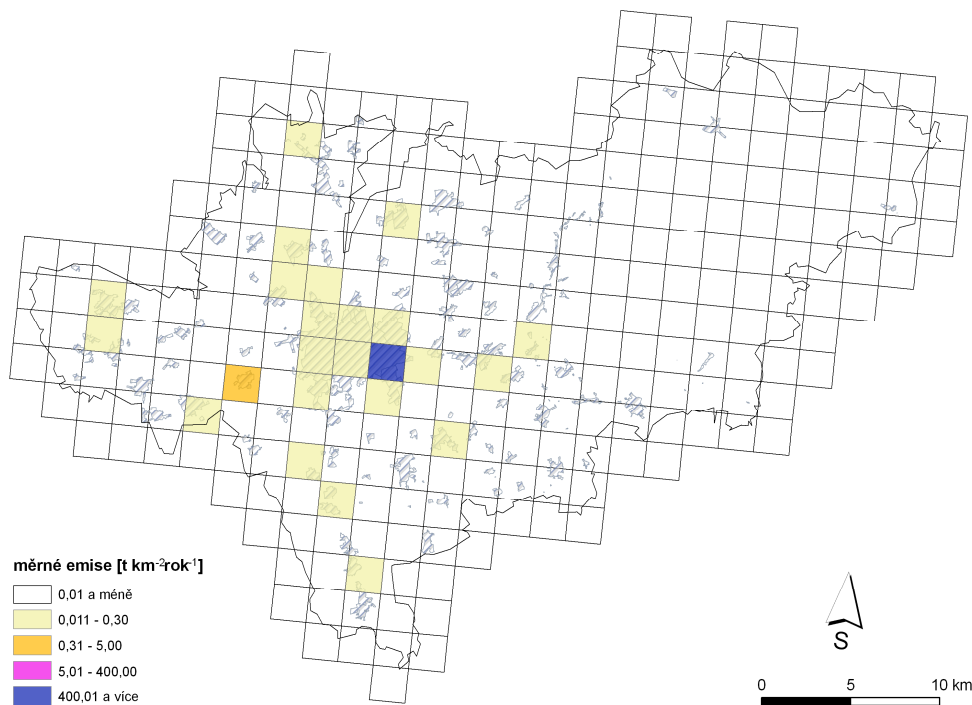 měrné emise [t km⁻²rok⁻¹]
0,01 a méně
0,011 - 0,30
0,31 - 5,00
5,01 - 400,00
400,01 a více
S
0 5 10 km